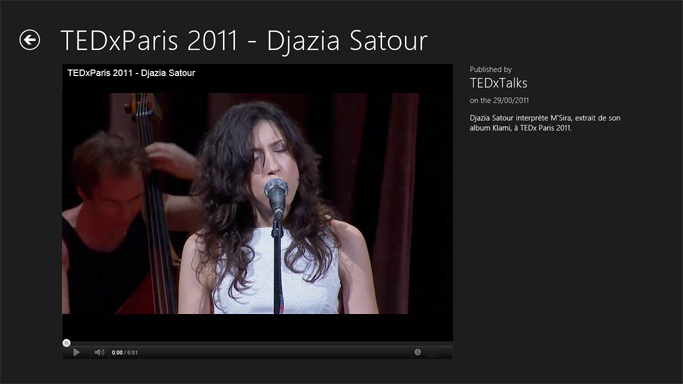 TEDxParis 2011 - Djazia Satour
TEDxParis 2011 - Djazia Satour
Published by
TEDxTalks
on the 29/00/2011
Djazia Satour interprète M'Sira, extrait de son
album Klami, à TEDx Paris 2011.
0:00 / 6:01